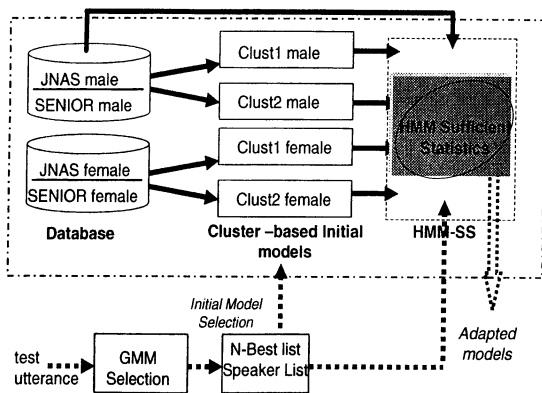 JNAS male
SENIOR male
JNAS female
SENIOR female
Database
Clust1 male
Clust2 male
Clust1 female
Clust2 female
Cluster –based Initial
models
HMM Sufficient
Statistics
HMM-SS
Initial Model
Selection
Adapted
models
test
utterance
GMM
Selection
N-Best list
Speaker List